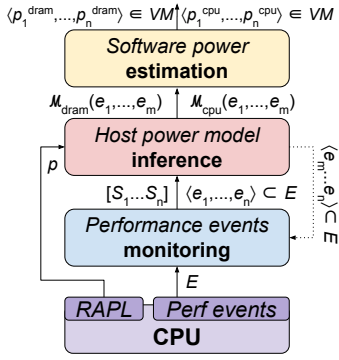 ⟨p₁ᵈʳᵃᵐ,...,pₙᵈʳᵃᵐ⟩ ∈ VM ⟨p₁ᶜᵖᵘ,...,pₙᶜᵖᵘ⟩ ∈ VM
Software power
estimation
ℳdram(e₁,...,eₘ) ℳcpu(e₁,...,eₘ)
Host power model
inference
p
⟨eₘ...eₙ⟩⊂ E
[S₁...Sₙ] ⟨e₁,...,eₙ⟩ ⊂ E
Performance events
monitoring
E
RAPL Perf events
CPU